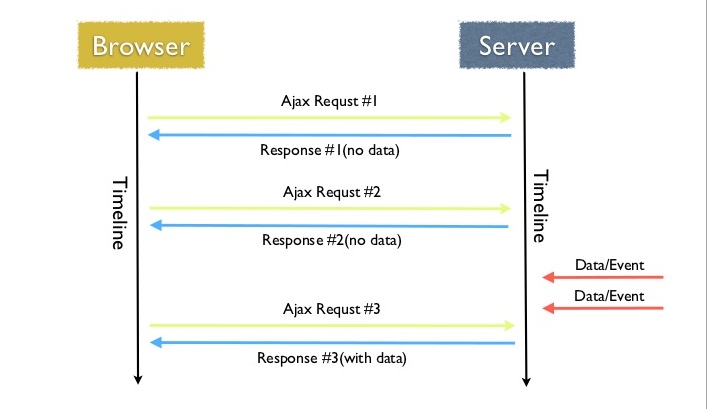 Browser
Server
Ajax Requst #1
Response #1(no data)
Timeline
Timeline
Ajax Requst #2
Response #2(no data)
Data/Event
Data/Event
Ajax Requst #3
Response #3(with data)